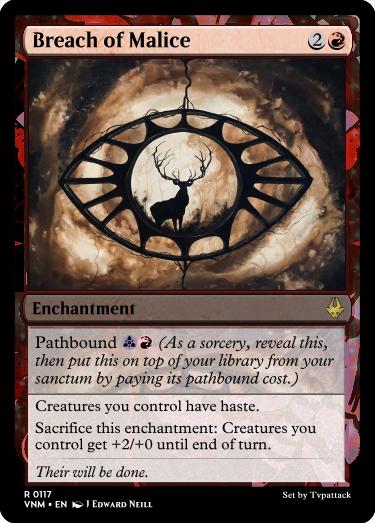 Breach of Malice 2
Enchantment
Pathbound (As a sorcery, reveal this,
then put this on top of your library from your
sanctum by paying its pathbound cost.)
Creatures you control have haste.
Sacrifice this enchantment: Creatures you
control get +2/+0 until end of turn.
Their will be done.
R 0117
VNM • EN J Edward Neill
Set by Tvpattack